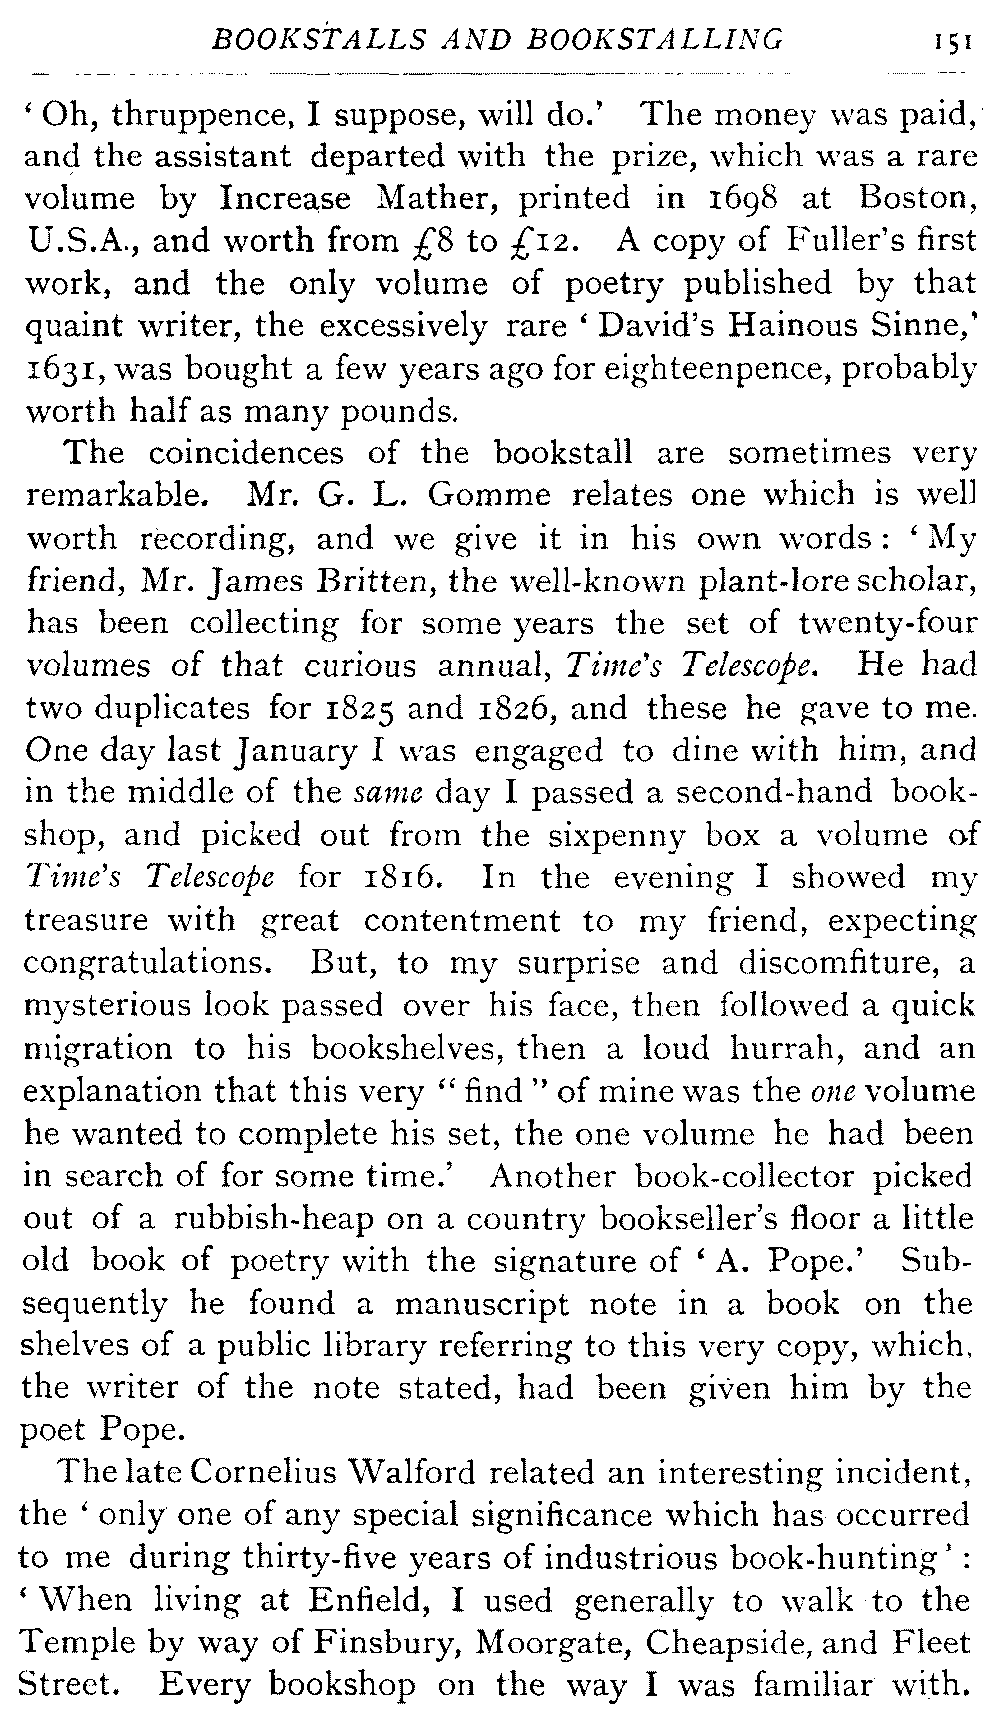 BOOKSTALLS AND BOOKSTALLING 151
‘ Oh, thruppence, I suppose, will do.’ The money was paid,
and the assistant departed with the prize, which was a rare
volume by Increase Mather, printed in 1698 at Boston,
U.S.A., and worth from £8 to £12. A copy of Fuller’s first
work, and the only volume of poetry published by that
quaint writer, the excessively rare ‘ David’s Hainous Sinne,’
1631, was bought a few years ago for eighteenpence, probably
worth half as many pounds.
The coincidences of the bookstall are sometimes very
remarkable. Mr. G. L. Gomme relates one which is well
worth recording, and we give it in his own words : ‘ My
friend, Mr. James Britten, the well-known plant-lore scholar,
has been collecting for some years the set of twenty-four
volumes of that curious annual, Time’s Telescope. He had
two duplicates for 1825 and 1826, and these he gave to me.
One day last January I was engaged to dine with him, and
in the middle of the same day I passed a second-hand book-
shop, and picked out from the sixpenny box a volume of
Time’s Telescope for 1816. In the evening I showed my
treasure with great contentment to my friend, expecting
congratulations. But, to my surprise and discomfiture, a
mysterious look passed over his face, then followed a quick
migration to his bookshelves, then a loud hurrah, and an
explanation that this very “ find ” of mine was the one volume
he wanted to complete his set, the one volume he had been
in search of for some time.’ Another book-collector picked
out of a rubbish-heap on a country bookseller’s floor a little
old book of poetry with the signature of ‘ A. Pope.’ Sub-
sequently he found a manuscript note in a book on the
shelves of a public library referring to this very copy, which,
the writer of the note stated, had been given him by the
poet Pope.
The late Cornelius Walford related an interesting incident,
the ‘ only one of any special significance which has occurred
to me during thirty-five years of industrious book-hunting ’ :
‘ When living at Enfield, I used generally to walk to the
Temple by way of Finsbury, Moorgate, Cheapside, and Fleet
Street. Every bookshop on the way I was familiar with.